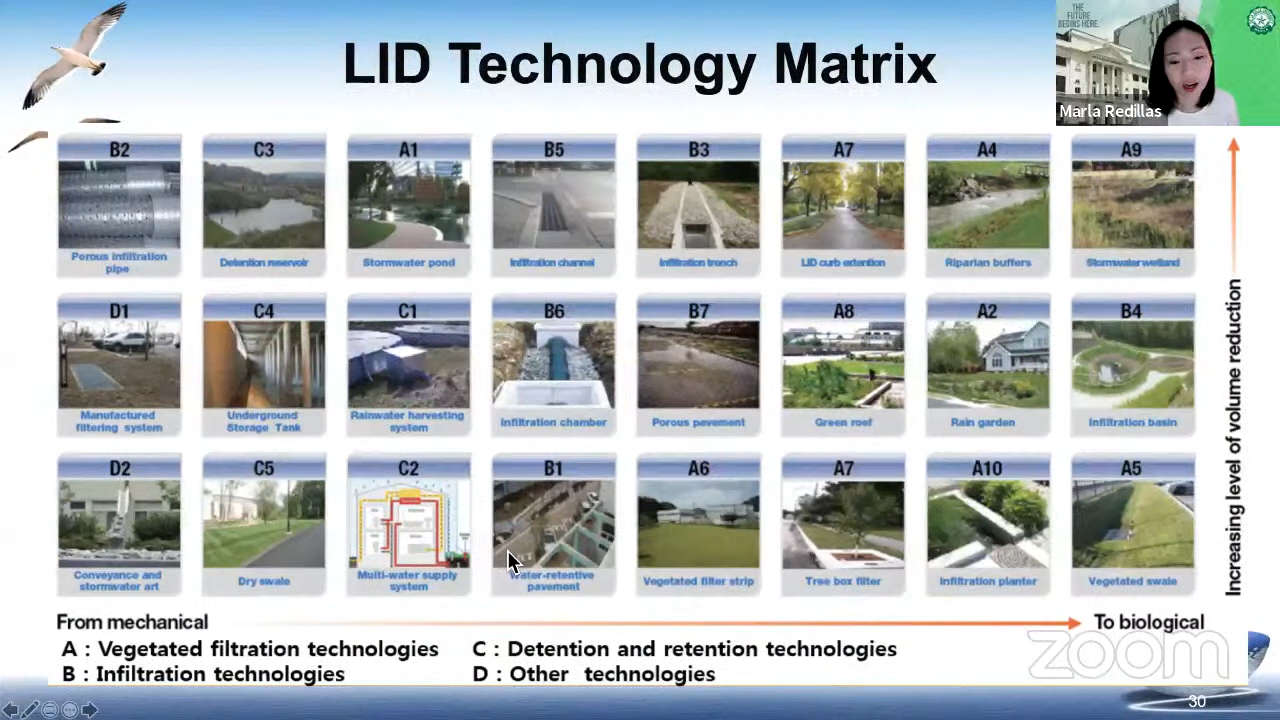 LID Technology Matrix
THE
FUTURE
BEGINS HERE.
Marla Redillas
B2
C3
A1
B5
B3
A7
A4
A9
Porous infiltration
pipe
Detention reservoir
Stormwater pond
Infiltration channel
Infiltration trench
LID curb extention
Riparian buffers
Stormwater wetland
D1
C4
C1
B6
B7
A8
A2
B4
Manufactured
filtering system
Underground
Storage Tank
Rainwater harvesting
system
Infiltration chamber
Porous pavement
Green roof
Rain garden
Infiltration basin
D2
C5
C2
B1
A6
A7
A10
A5
Conveyance and
stormwater art
Dry swale
Multi-water supply
system
Water-retentive
pavement
Vegetated filter strip
Tree box filter
Infiltration planter
Vegetated swale
Increasing level of volume reduction
From mechanical
To biological
A : Vegetated filtration technologies
C : Detention and retention technologies
B : Infiltration technologies
D : Other technologies
zoom
30